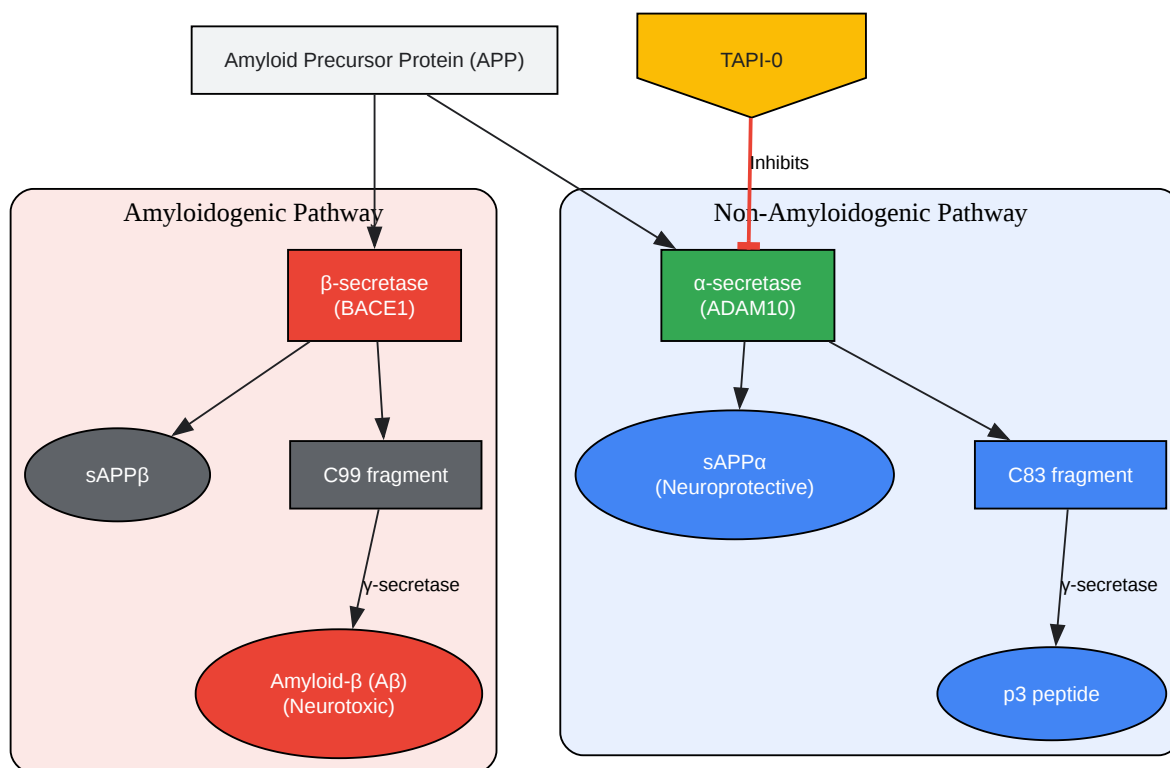 Amyloid Precursor Protein (APP)
TAPI-0
Inhibits
Amyloidogenic Pathway
Non-Amyloidogenic Pathway
β-secretase
(BACE1)
α-secretase
(ADAM10)
sAPPβ
C99 fragment
sAPPα
(Neuroprotective)
C83 fragment
γ-secretase
γ-secretase
Amyloid-β (Aβ)
(Neurotoxic)
p3 peptide